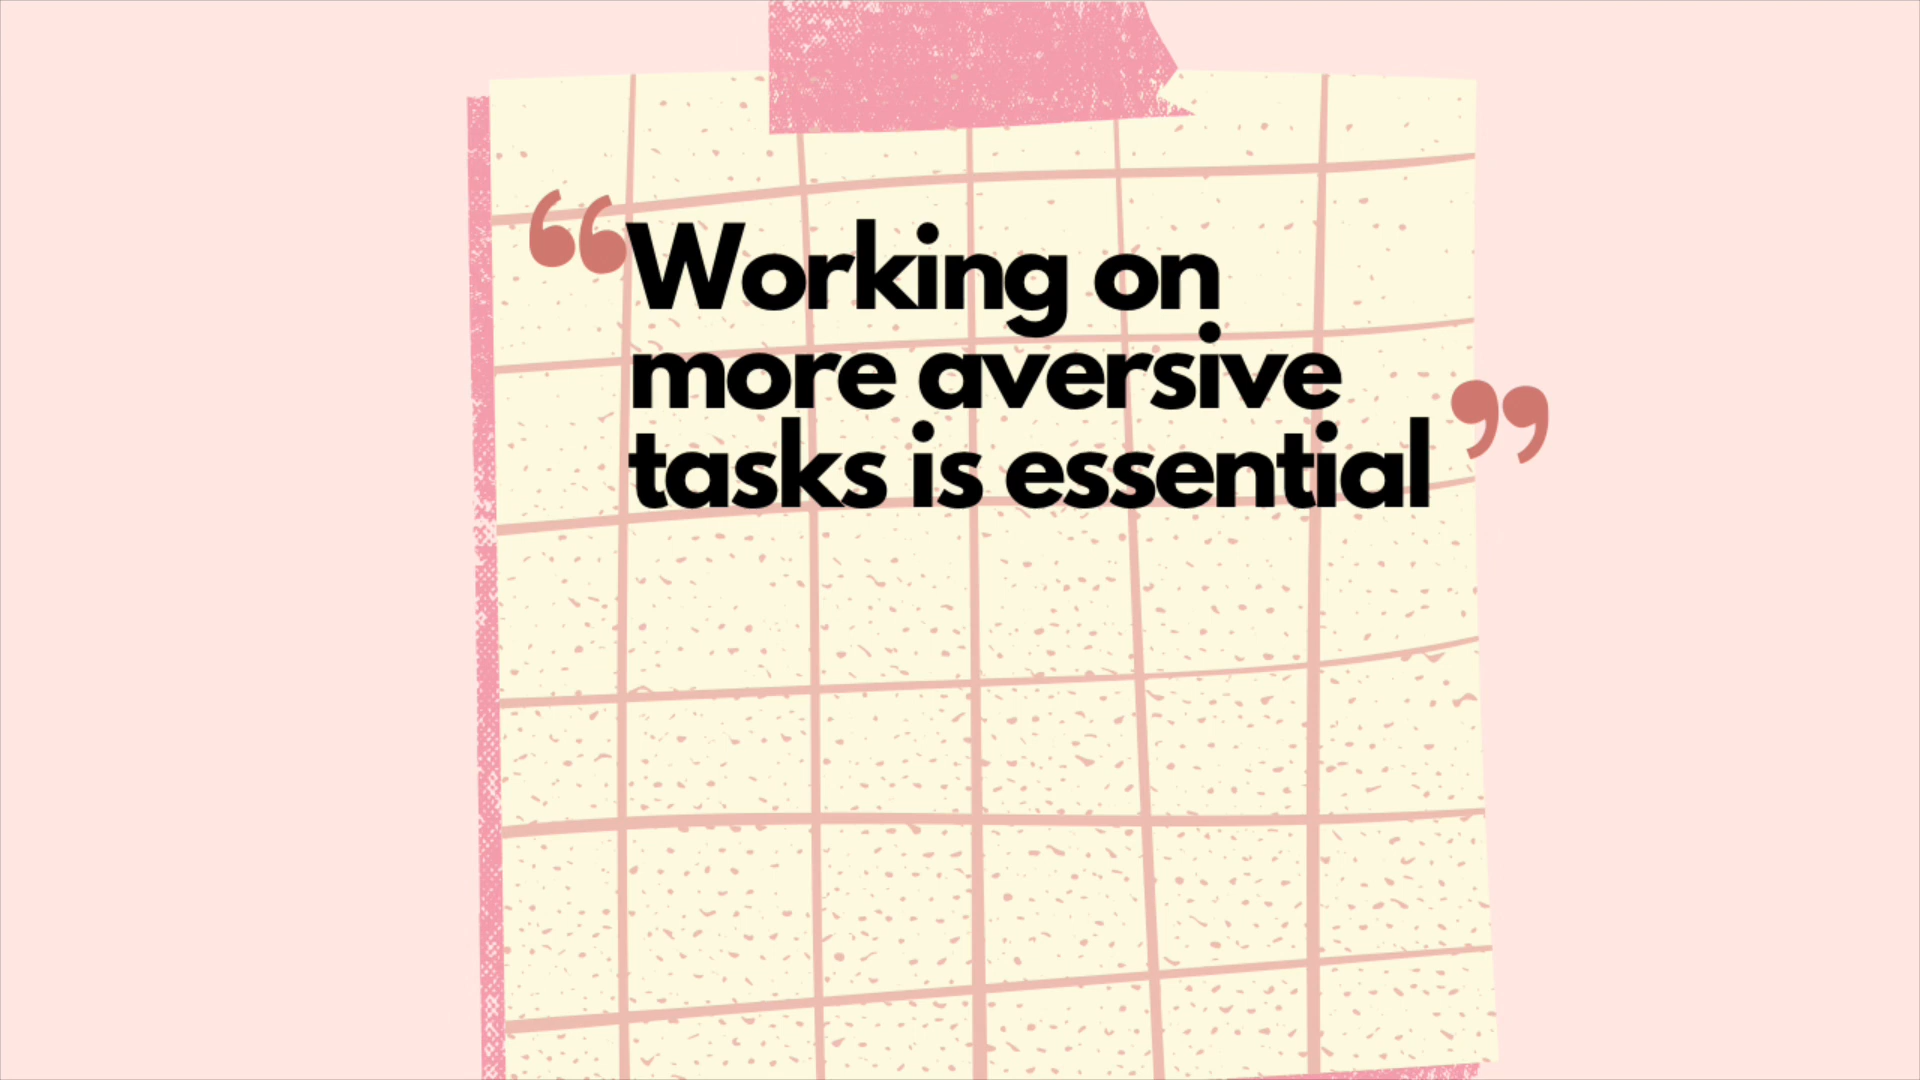 “Working on
more aversive
tasks is essential”